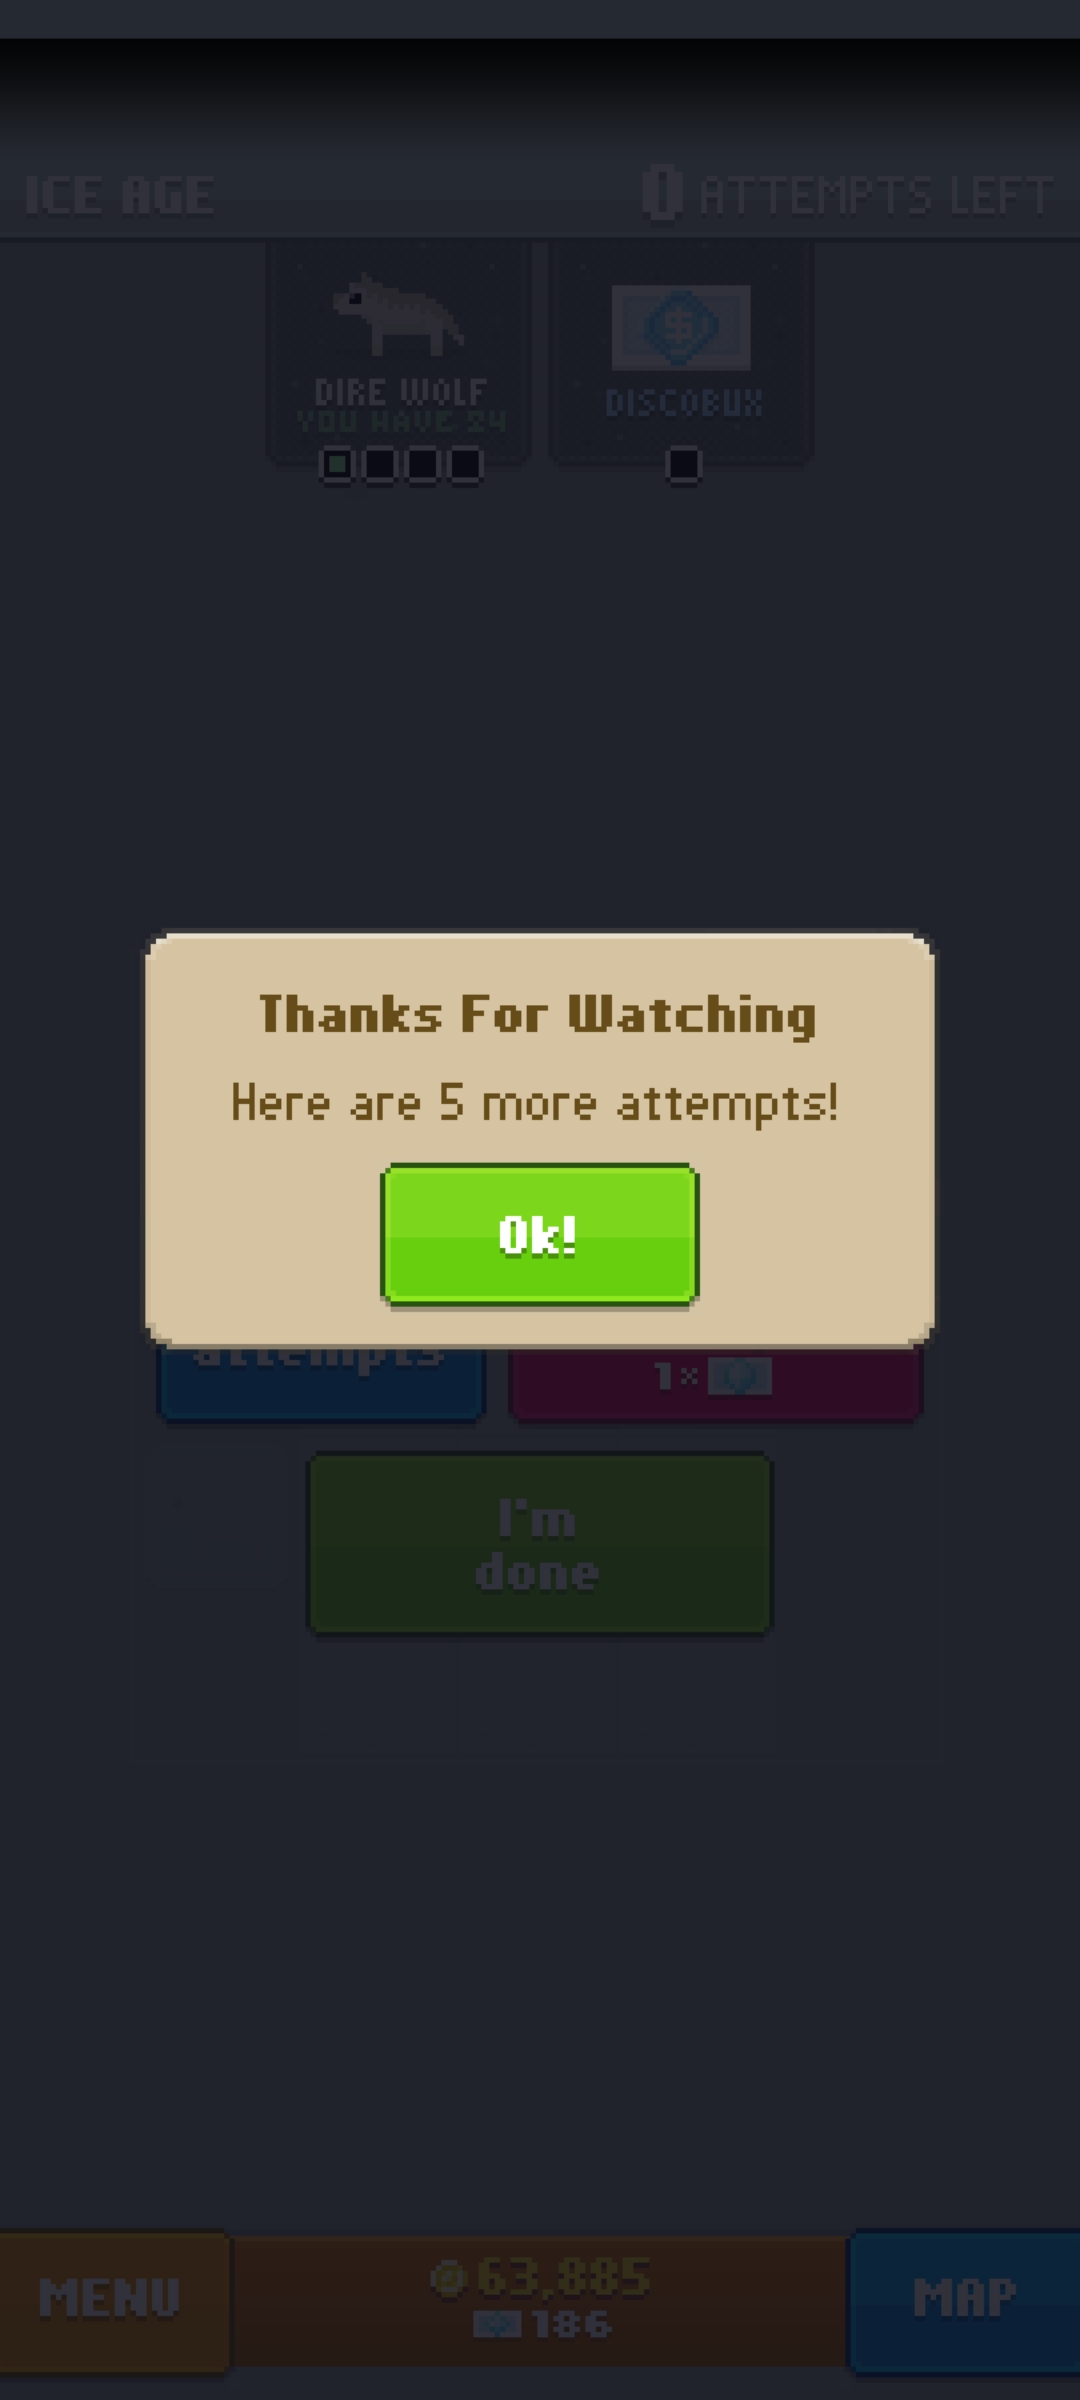 ICE AGE
0 ATTEMPTS LEFT
DIRE WOLF
YOU HAVE 24
DISCOBUX
Thanks For Watching
Here are 5 more attempts!
Ok!
attempts
1×
I'm
done
MENU
63,885
186
MAP